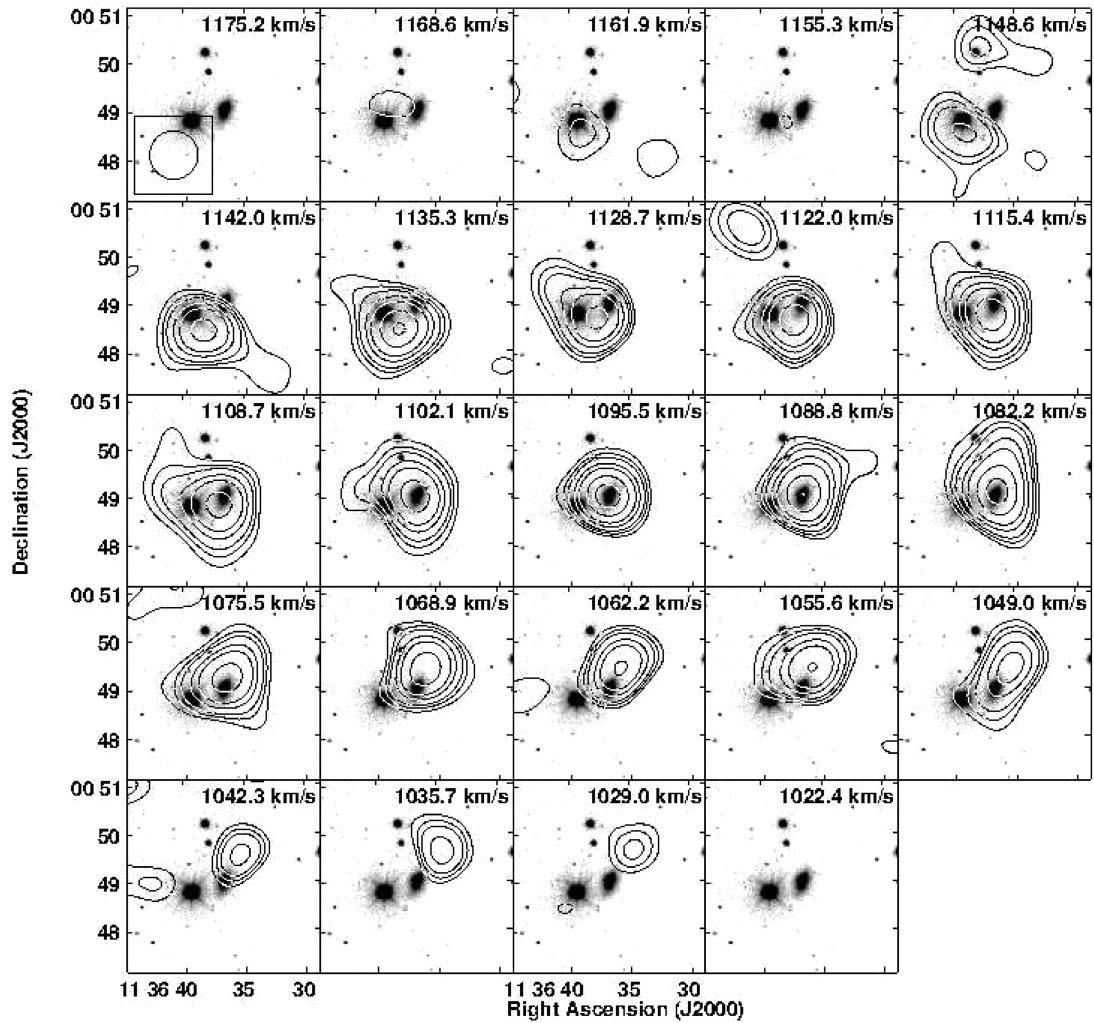 00 51 1175.2 km/s 1168.6 km/s 1161.9 km/s 1155.3 km/s 1148.6 km/s
50
49
48
00 51 1142.0 km/s 1135.3 km/s 1128.7 km/s 1122.0 km/s 1115.4 km/s
50
49
48
Declination (J2000)
00 51 1108.7 km/s 1102.1 km/s 1095.5 km/s 1088.8 km/s 1082.2 km/s
50
49
48
00 51 1075.5 km/s 1068.9 km/s 1062.2 km/s 1055.6 km/s 1049.0 km/s
50
49
48
00 51 1042.3 km/s 1035.7 km/s 1029.0 km/s 1022.4 km/s
50
49
48
11 36 40 35 30 11 36 40 35 30
Right Ascension (J2000)